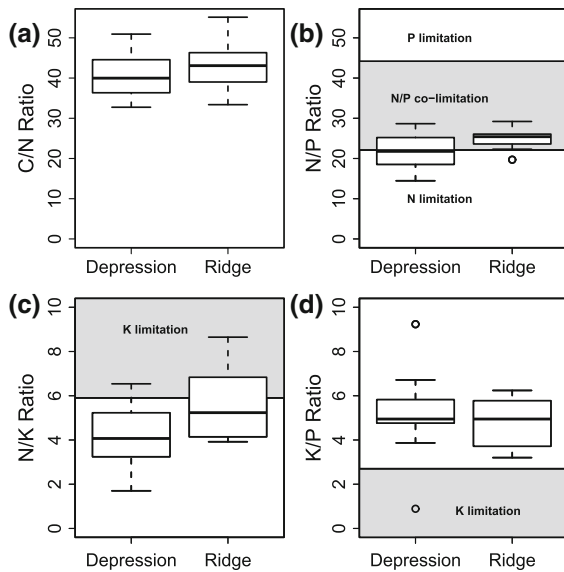 (a)
C/N Ratio
50
40
30
20
10
0
Depression Ridge
(b)
N/P Ratio
50
40
30
20
10
0
P limitation
N/P co−limitation
N limitation
Depression Ridge
(c)
N/K Ratio
10
8
6
4
2
0
K limitation
Depression Ridge
(d)
K/P Ratio
10
8
6
4
2
0
K limitation
Depression Ridge